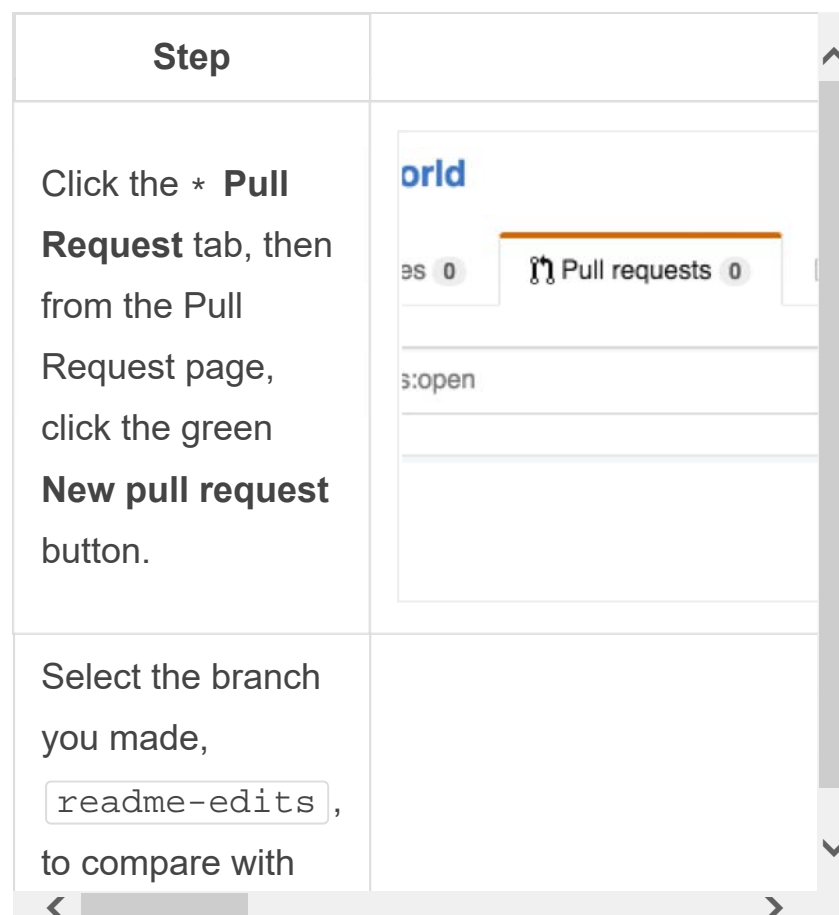 Step
Click the * Pull
Request tab, then
from the Pull
Request page,
click the green
New pull request
button.
orld
es 0
Pull requests 0
s:open
Select the branch
you made,
readme-edits,
to compare with